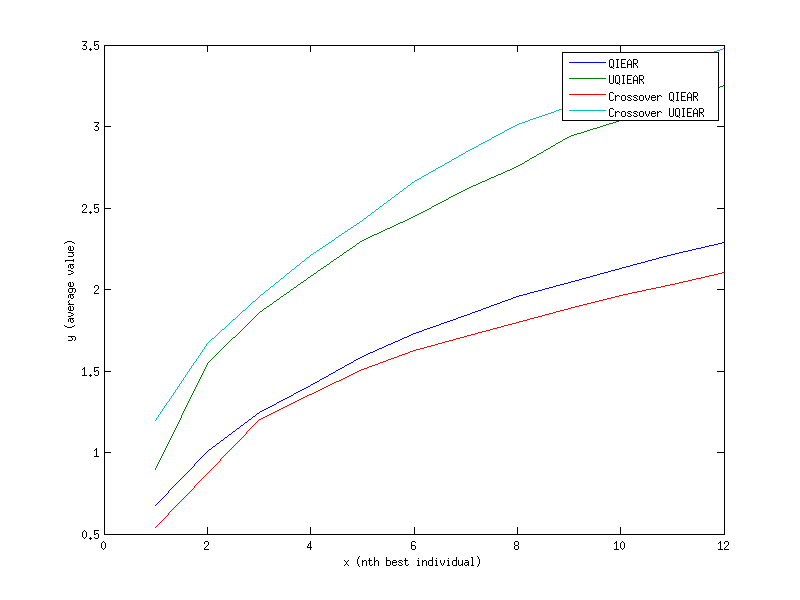 3.5
3
2.5
2
1.5
1
0.5
0
2
4
6
8
10
12
y (average value)
x (nth best individual)
QIEAR
UQIEAR
Crossover QIEAR
Crossover UQIEAR